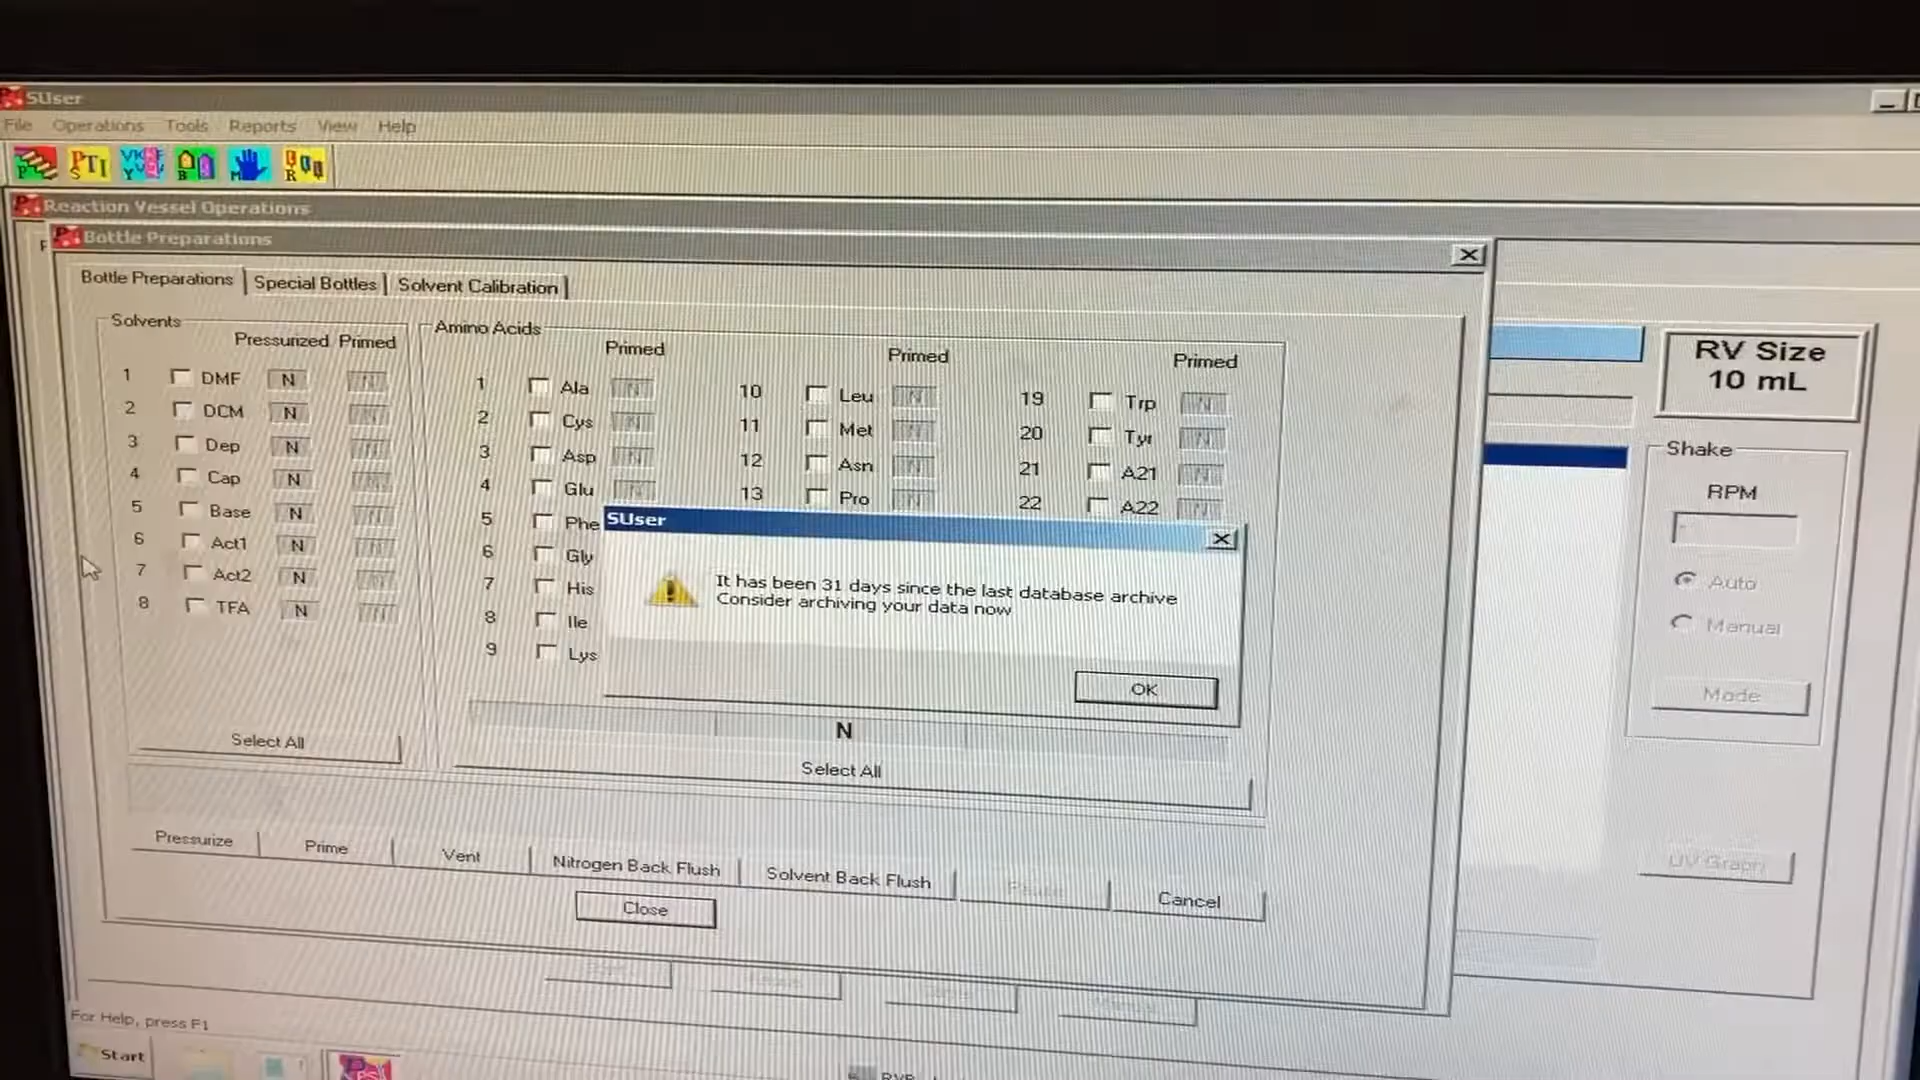 SUser
File Operations Tools Reports View Help
Reaction Vessel Operations
Bottle Preparations
Bottle Preparations Special Bottles Solvent Calibration
Solvents
Pressurized Primed
1 DMF N N
2 DCM N N
3 Dep N N
4 Cap N N
5 Base N N
6 Act1 N N
7 Act2 N N
8 TFA N N
Select All
Amino Acids
Primed Primed Primed
1 Ala N 10 Leu N 19 Trp N
2 Cys N 11 Met N 20 Tyr N
3 Asp N 12 Asn N 21 A21 N
4 Glu N 13 Pro N 22 A22 N
5 Phe
6 Gly
7 His
8 Ile
9 Lys
SUser
It has been 31 days since the last database archive
Consider archiving your data now
OK
N
Select All
Pressurize Prime Vent Nitrogen Back Flush Solvent Back Flush Cancel
Close
RV Size
10 mL
Shake
RPM
Auto
Manual
Mode
UV Graph
For Help, press F1
Start